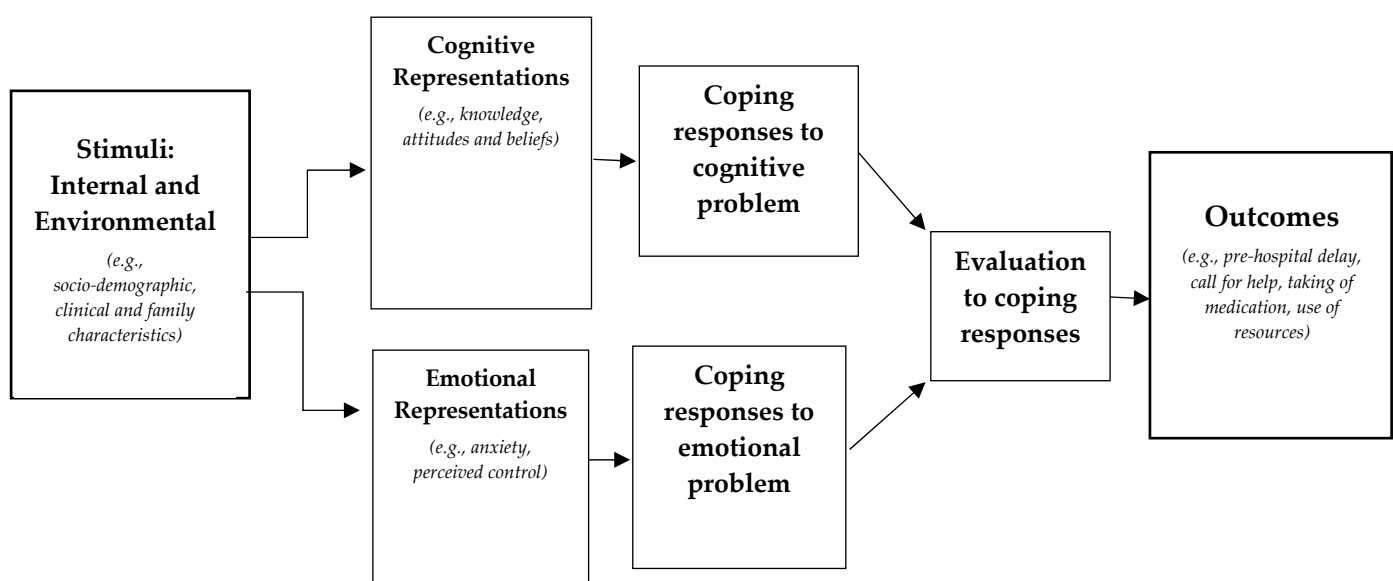 Stimuli:
Internal and
Environmental
(e.g.,
socio-demographic,
clinical and family
characteristics)
Cognitive
Representations
(e.g., knowledge,
attitudes and beliefs)
Coping
responses to
cognitive
problem
Emotional
Representations
(e.g., anxiety,
perceived control)
Coping
responses to
emotional
problem
Evaluation
to coping
responses
Outcomes
(e.g., pre-hospital delay,
call for help, taking of
medication, use of
resources)